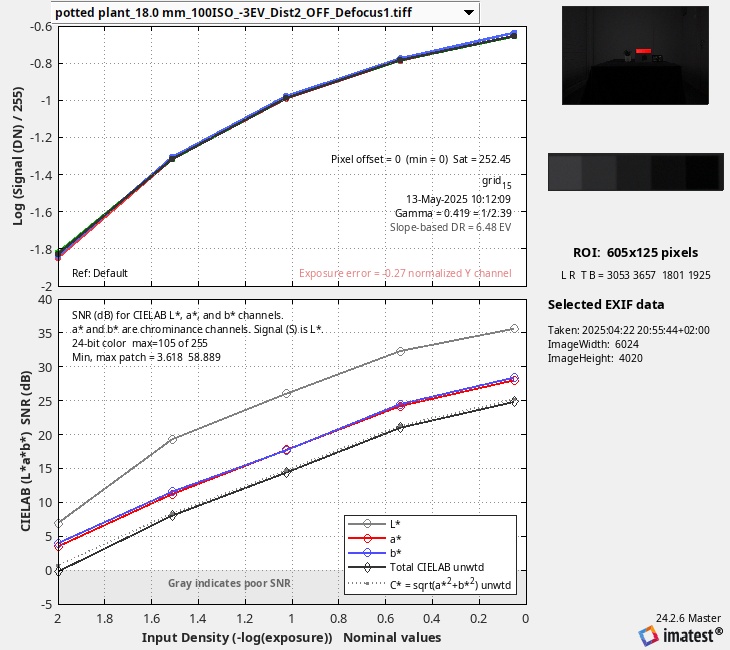 potted plant_18.0 mm_100ISO_-3EV_Dist2_OFF_Defocus1.tiff
-0.6
-0.8
-1
-1.2
-1.4
-1.6
-1.8
-2
Log (Signal (DN) / 255)
Pixel offset = 0 (min = 0) Sat = 252.45
grid15
13-May-2025 10:12:09
Gamma = 0.419 = 1/2.39
Slope-based DR = 6.48 EV
Ref: Default
Exposure error = -0.27 normalized Y channel
40
35
30
25
20
15
10
5
0
-5
CIELAB (L*a*b*) SNR (dB)
SNR (dB) for CIELAB L*, a*, and b* channels.
a* and b* are chrominance channels. Signal (S) is L*.
24-bit color max=105 of 255
Min, max patch = 3.618 58.889
L*
a*
b*
Total CIELAB unwtd
C* = sqrt(a*2+b*2) unwtd
Gray indicates poor SNR
2 1.8 1.6 1.4 1.2 1 0.8 0.6 0.4 0.2 0
Input Density (-log(exposure)) Nominal values
ROI: 605x125 pixels
L R T B = 3053 3657 1801 1925
Selected EXIF data
Taken: 2025:04:22 20:55:44+02:00
ImageWidth: 6024
ImageHeight: 4020
24.2.6 Master
imatest®